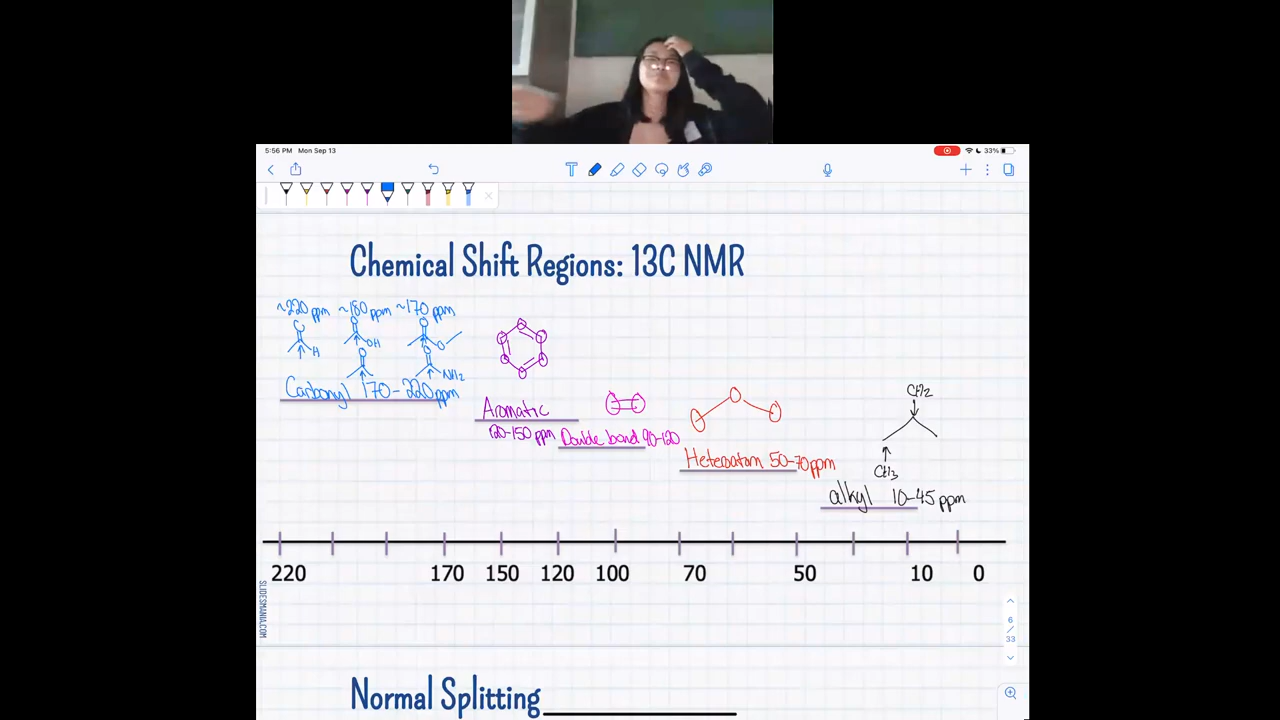 5:56 PM Mon Sep 13
33%
T
Chemical Shift Regions: 13C NMR
~220 ppm ~180 ppm ~170 ppm
O
O
O
H
OH
O
O
O
NH2
Carbonyl 170-220 ppm
Aromatic
120-150 ppm
Double bond 90-120
O
Heteroatom 50-70ppm
CH2
CH3
alkyl 10-45 ppm
220 170 150 120 100 70 50 10 0
SLIDESMANIA.COM
6
/
33
Normal Splitting